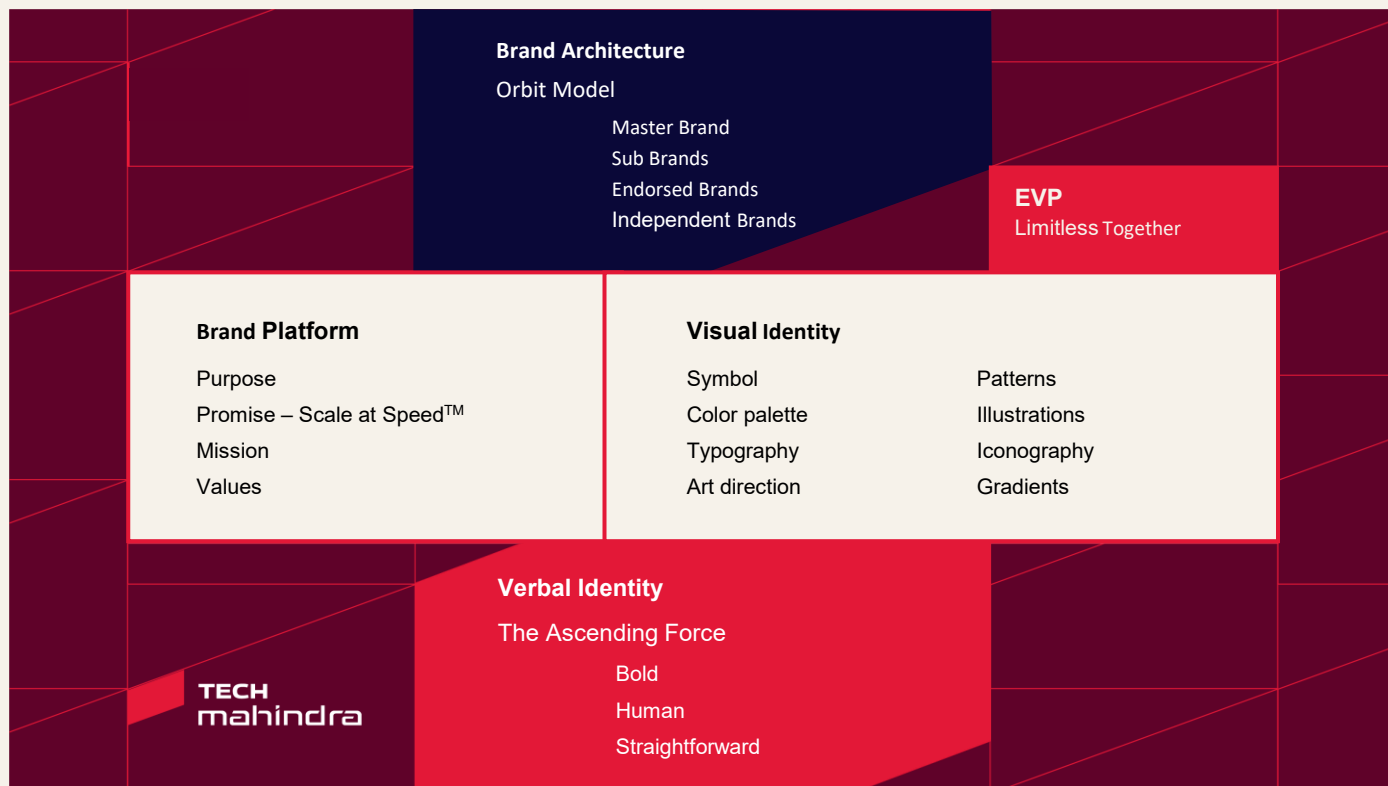 Brand Architecture
Orbit Model
Master Brand
Sub Brands
Endorsed Brands
Independent Brands
EVP
Limitless Together
Brand Platform
Purpose
Promise – Scale at Speed™
Mission
Values
Visual Identity
Symbol
Color palette
Typography
Art direction
Patterns
Illustrations
Iconography
Gradients
Verbal Identity
The Ascending Force
Bold
Human
Straightforward
TECH
mahindra